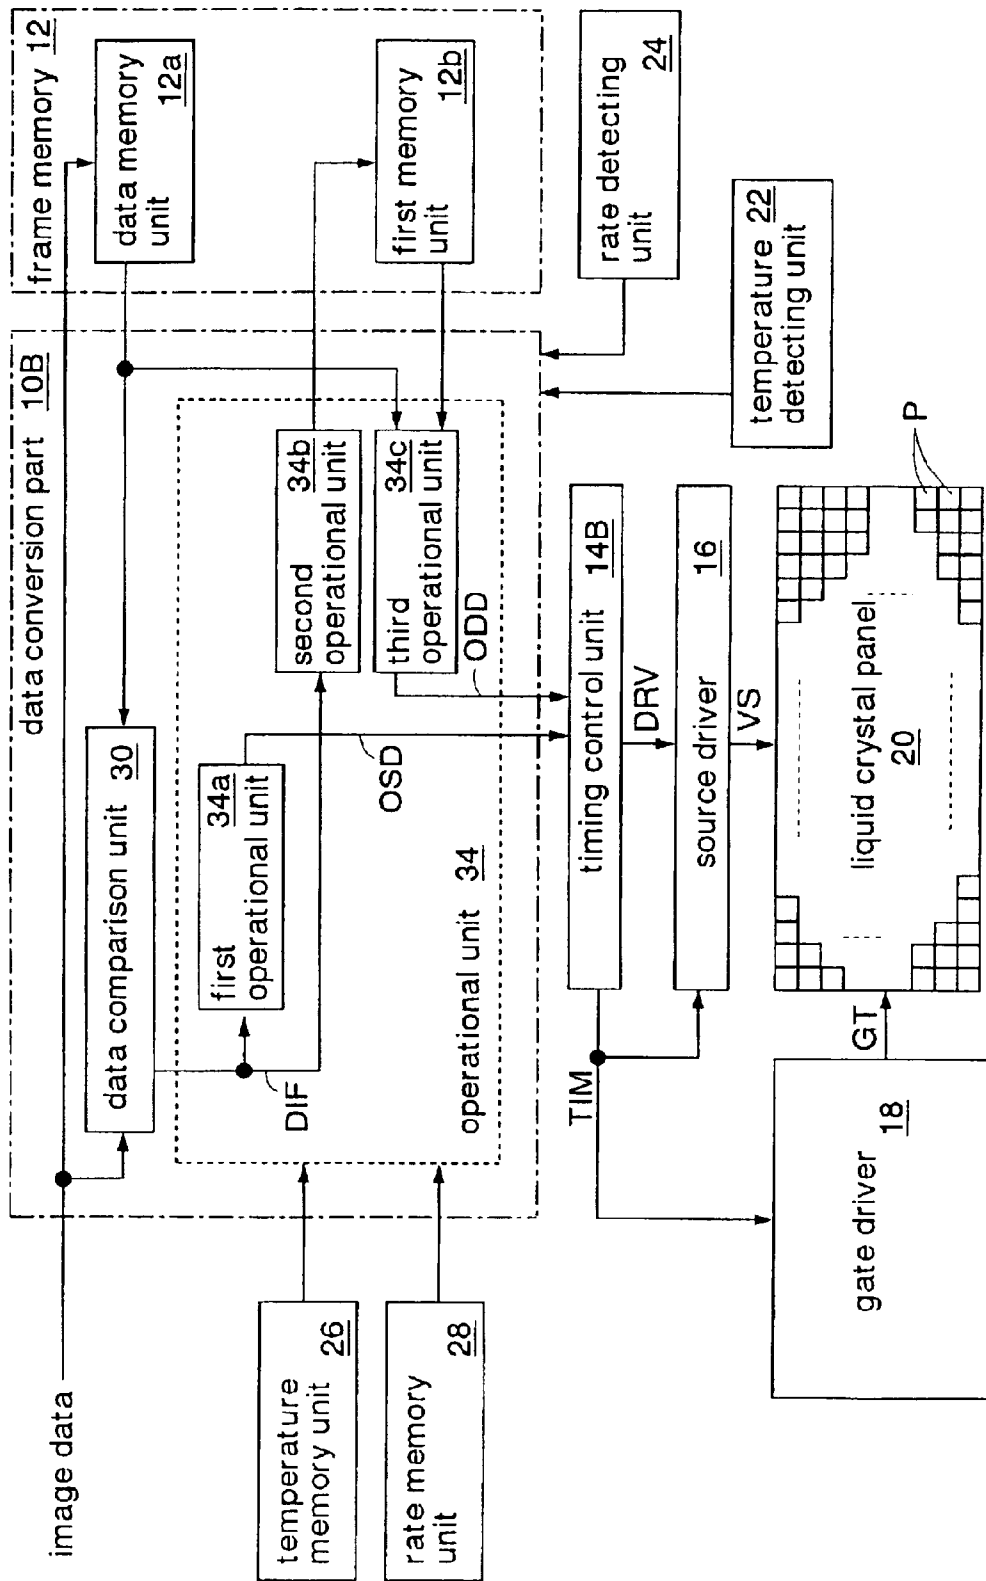 image data
data conversion part 10B
frame memory 12
data comparison unit 30
data memory
unit 12a
first 34a
operational unit
second 34b
operational unit
third 34c
operational unit
first memory
unit 12b
DIF
OSD
ODD
operational unit 34
temperature
memory unit 26
rate memory
unit 28
rate detecting
unit 24
temperature 22
detecting unit
timing control unit 14B
TIM
DRV
source driver 16
VS
gate driver 18
GT
liquid crystal panel
20
P